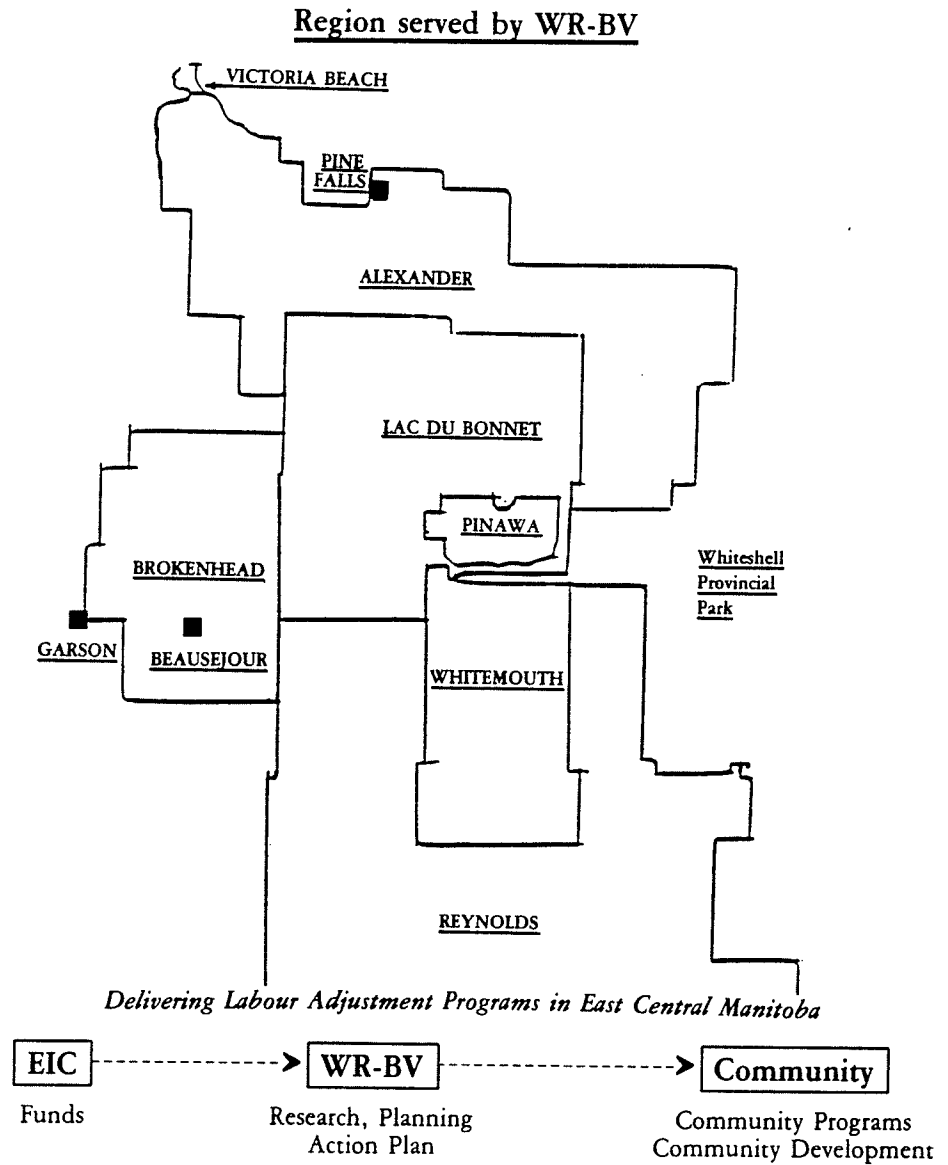 Region served by WR-BV
VICTORIA BEACH
PINE
FALLS
ALEXANDER
LAC DU BONNET
PINAWA
BROKENHEAD
Whiteshell
Provincial
Park
GARSON
BEAUSEJOUR
WHITEMOUTH
REYNOLDS
Delivering Labour Adjustment Programs in East Central Manitoba
EIC
WR-BV
Community
Funds
Research, Planning
Action Plan
Community Programs
Community Development